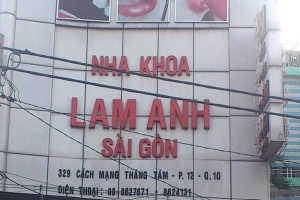 NHA KHOA
LAM ANH
SÀI GÒN
329 CÁCH MẠNG THÁNG TÁM - P. 12 - Q. 10
ĐIỆN THOẠI : 08-8627671 - 8624131